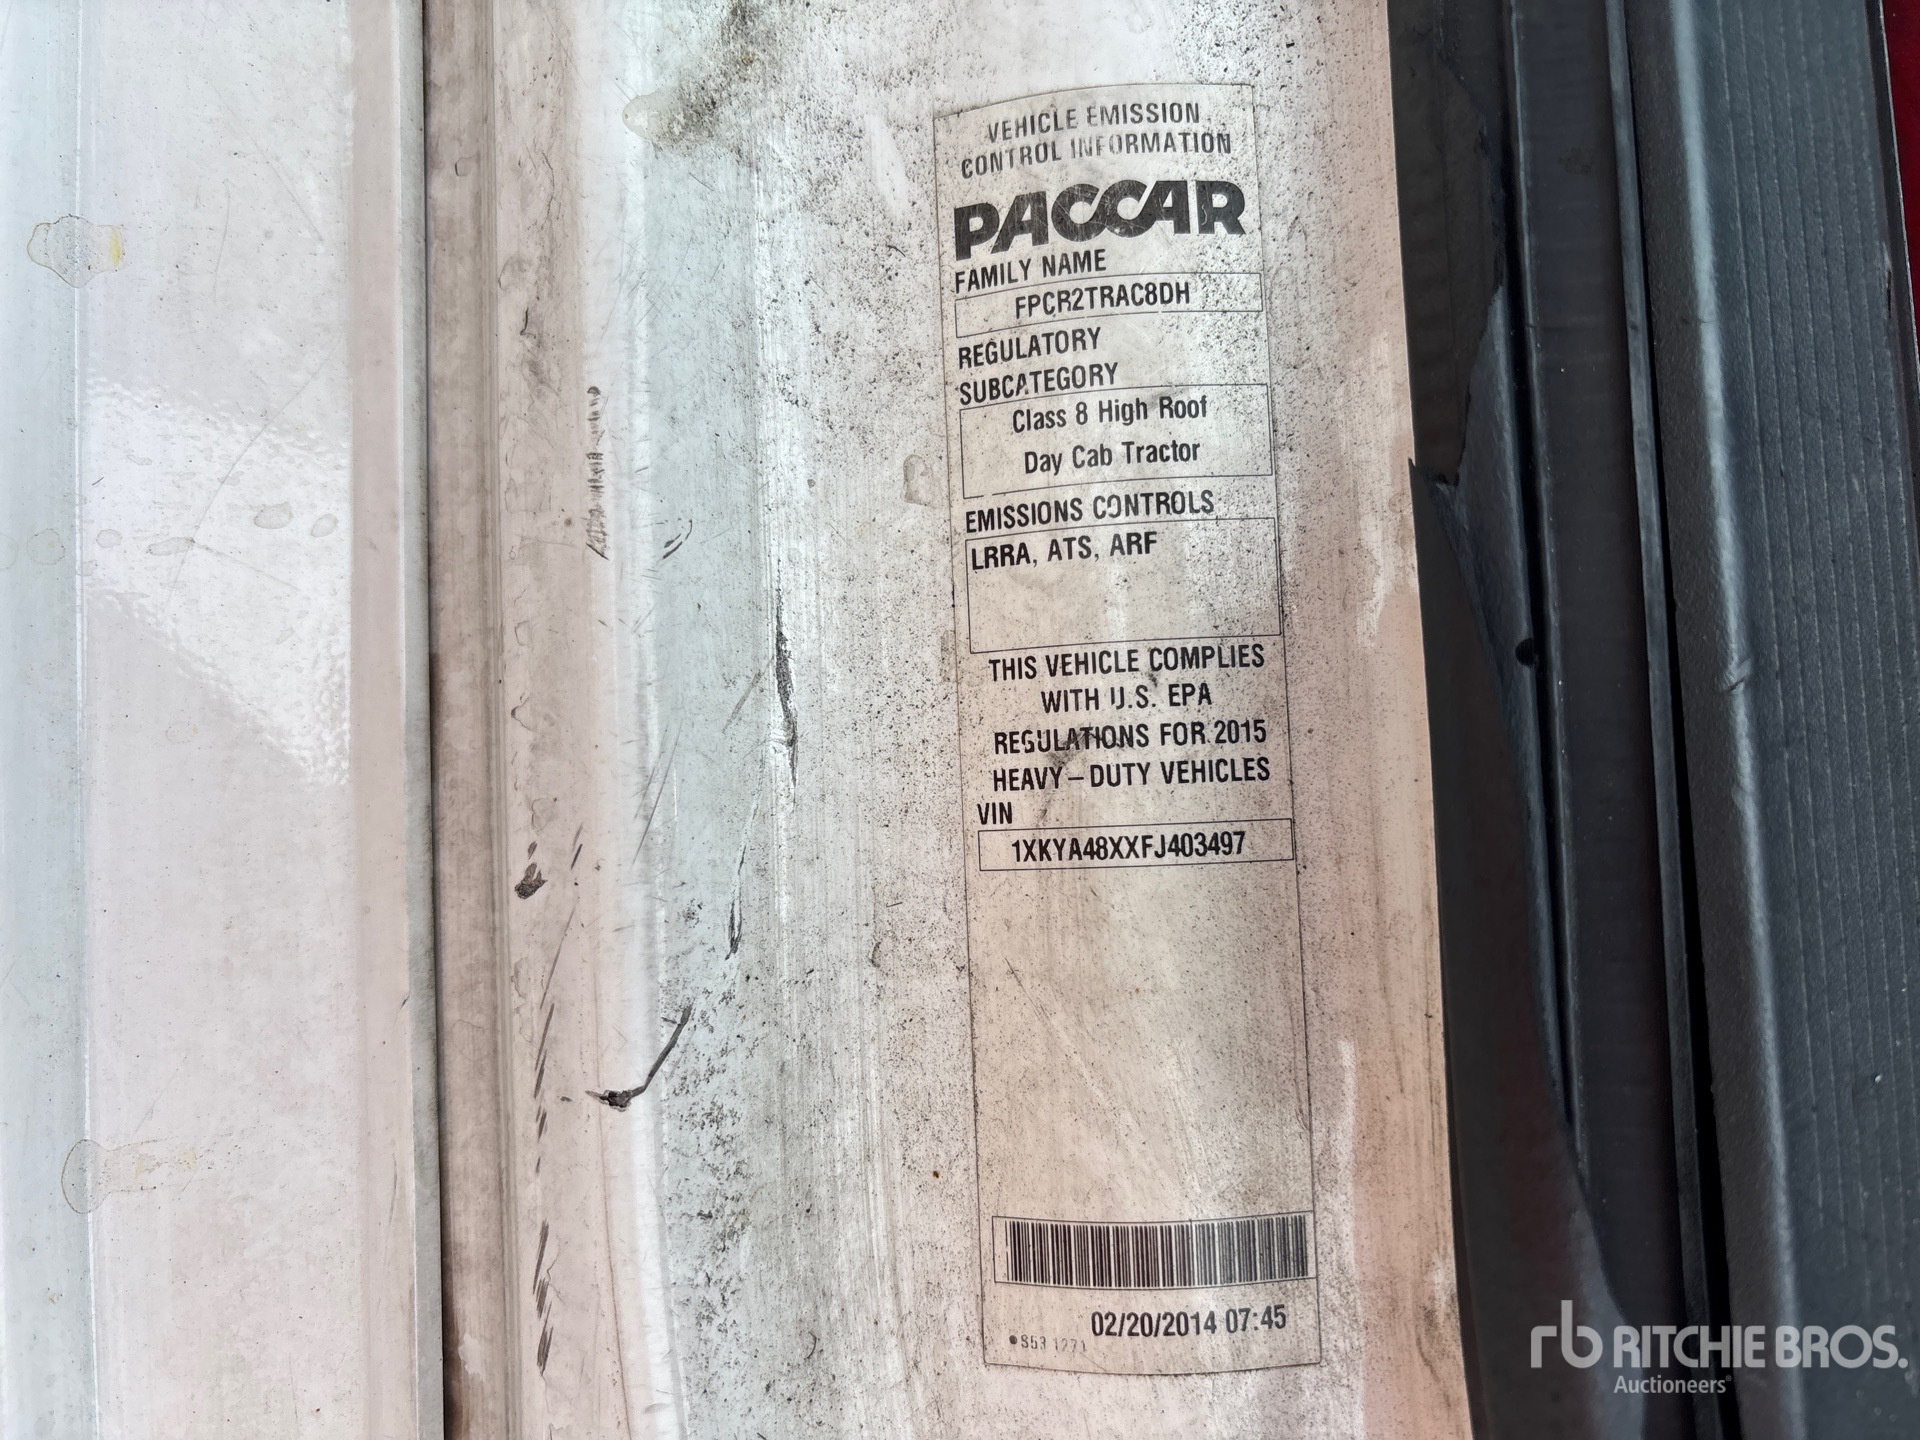 VEHICLE EMISSION
CONTROL INFORMATION
PACCAR
FAMILY NAME
FPCR2TRAC8DH
REGULATORY
SUBCATEGORY
Class 8 High Roof
Day Cab Tractor
EMISSIONS CONTROLS
LRRA, ATS, ARF
THIS VEHICLE COMPLIES
WITH U.S. EPA
REGULATIONS FOR 2015
HEAVY-DUTY VEHICLES
VIN
1XKYA48XXFJ403497
02/20/2014 07:45
rb RITCHIE BROS.
Auctioneers